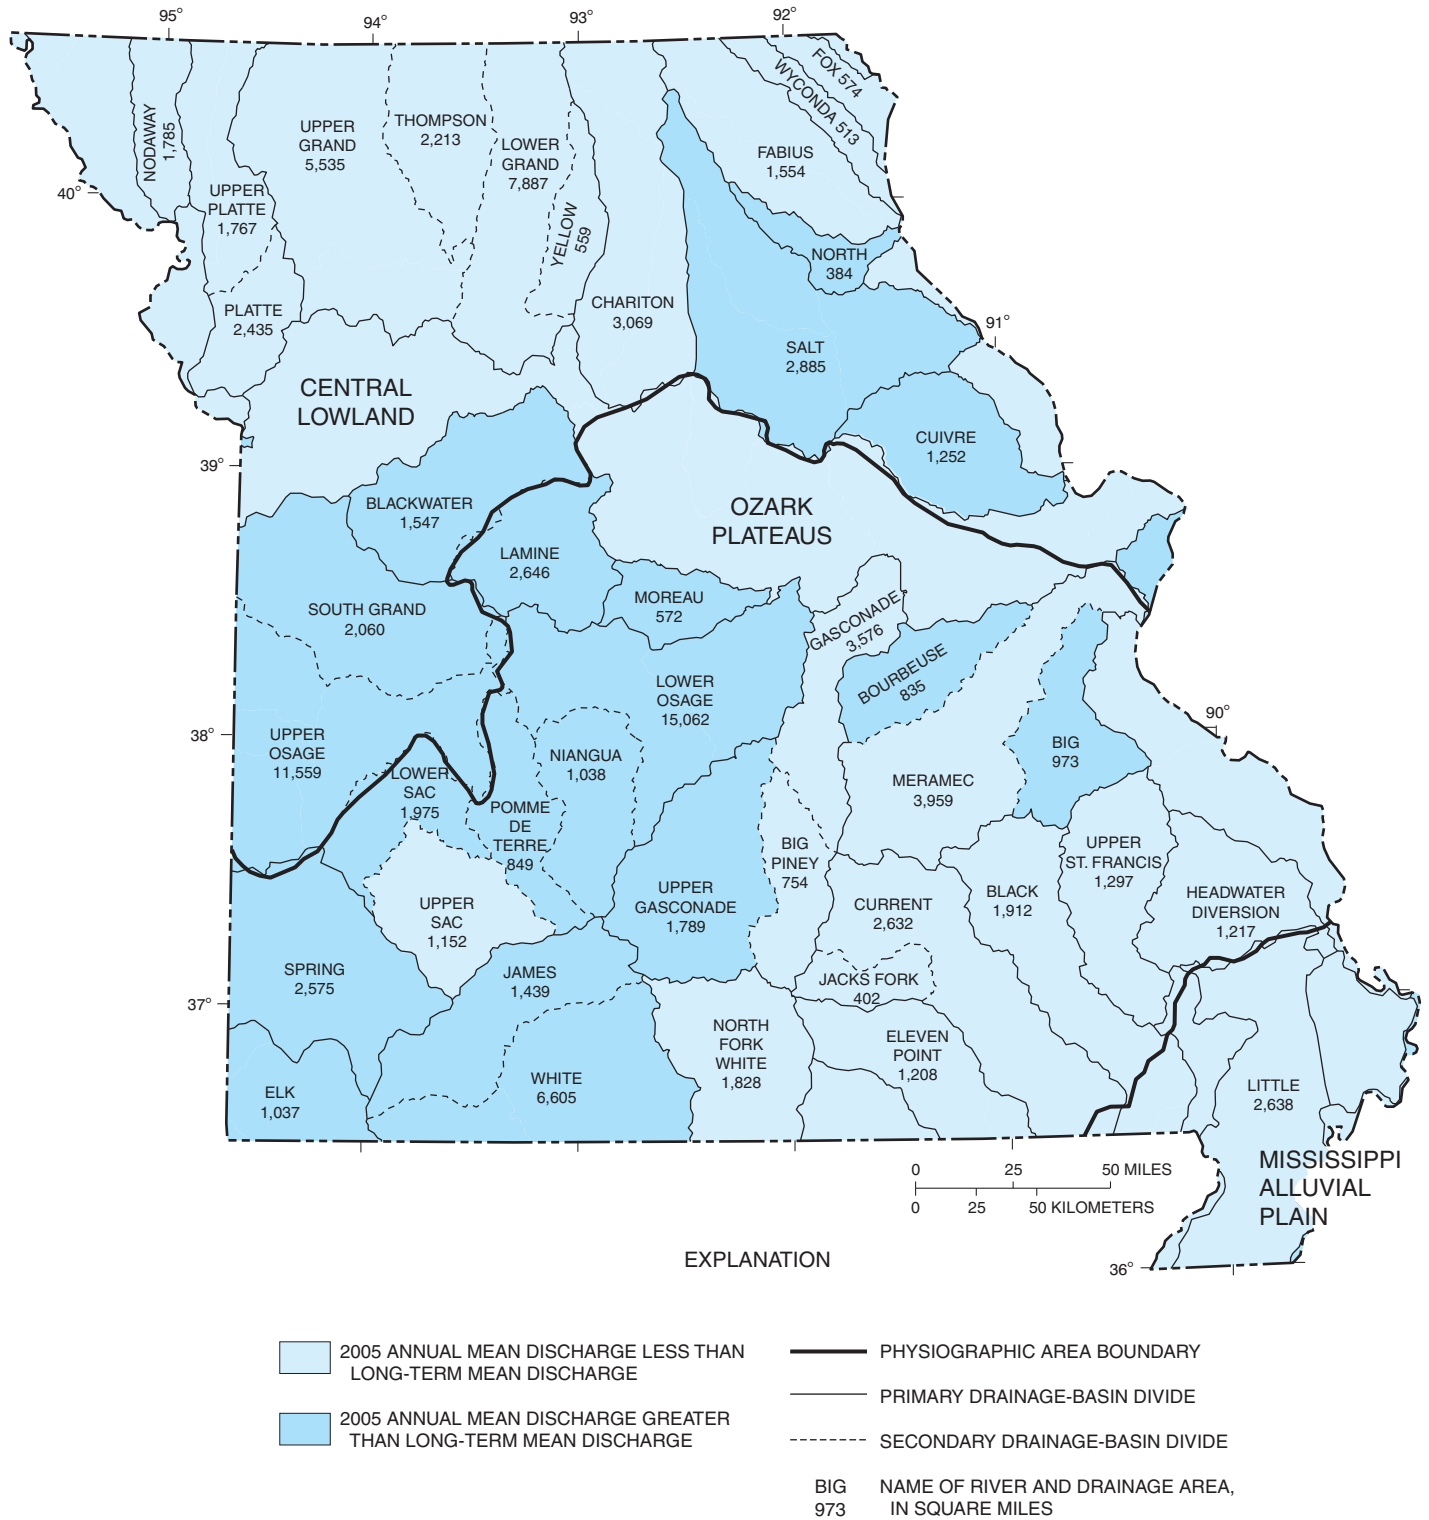 95°
94°
93°
92°
FOX 574
WYCONDA 513
NODAWAY
1,785
UPPER
GRAND
5,535
THOMPSON
2,213
LOWER
GRAND
7,887
FABIUS
1,554
40°
UPPER
PLATTE
1,767
YELLOW
559
NORTH
384
PLATTE
2,435
CHARITON
3,069
91°
SALT
2,885
CENTRAL
LOWLAND
CUIVRE
1,252
39°
BLACKWATER
1,547
OZARK
PLATEAUS
LAMINE
2,646
SOUTH GRAND
2,060
MOREAU
572
GASCONADE
3,576
BOURBEUSE
835
LOWER
OSAGE
15,062
90°
38°
UPPER
OSAGE
11,559
NIANGUA
1,038
BIG
973
LOWER
SAC
1,975
MERAMEC
3,959
POMME
DE
TERRE
849
BIG
PINEY
754
UPPER
ST. FRANCIS
1,297
UPPER
SAC
1,152
UPPER
GASCONADE
1,789
CURRENT
2,632
BLACK
1,912
HEADWATER
DIVERSION
1,217
SPRING
2,575
JAMES
1,439
JACKS FORK
402
37°
NORTH
FORK
WHITE
1,828
ELEVEN
POINT
1,208
ELK
1,037
WHITE
6,605
LITTLE
2,638
MISSISSIPPI
ALLUVIAL
PLAIN
0 25 50 MILES
0 25 50 KILOMETERS
36°
EXPLANATION
2005 ANNUAL MEAN DISCHARGE LESS THAN
LONG-TERM MEAN DISCHARGE
2005 ANNUAL MEAN DISCHARGE GREATER
THAN LONG-TERM MEAN DISCHARGE
PHYSIOGRAPHIC AREA BOUNDARY
PRIMARY DRAINAGE-BASIN DIVIDE
SECONDARY DRAINAGE-BASIN DIVIDE
BIG NAME OF RIVER AND DRAINAGE AREA,
973 IN SQUARE MILES